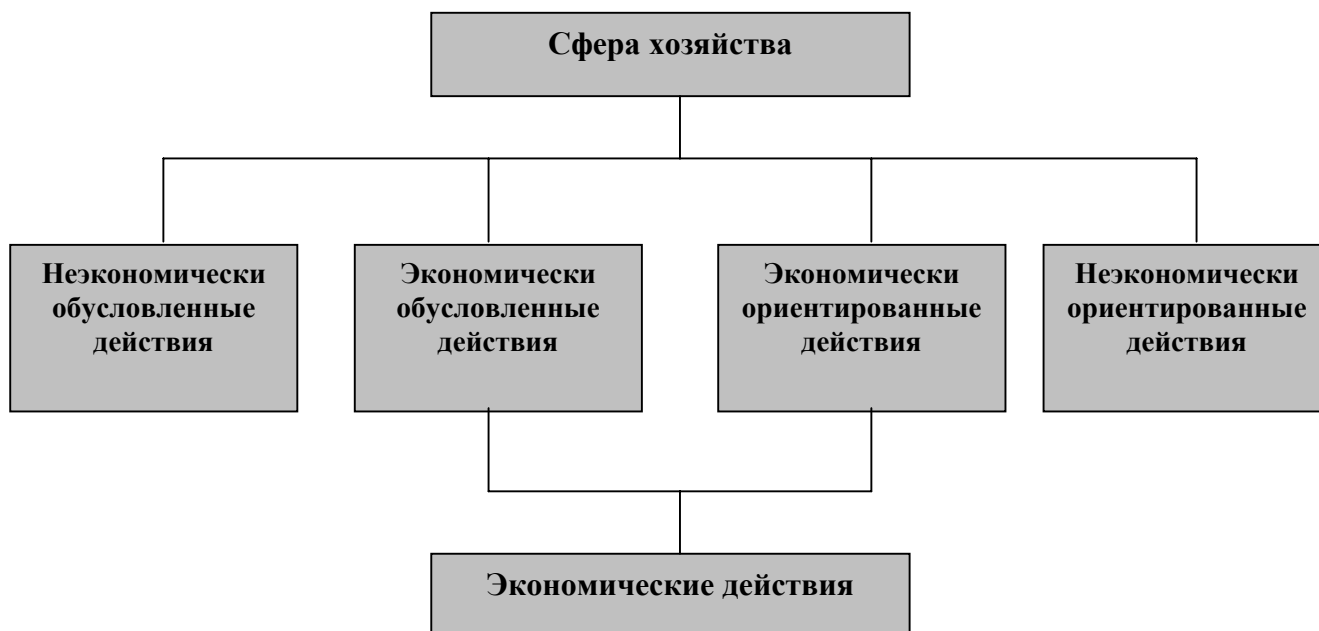 Сфера хозяйства
Неэкономически
обусловленные
действия
Экономически
обусловленные
действия
Экономически
ориентированные
действия
Неэкономически
ориентированные
действия
Экономические действия